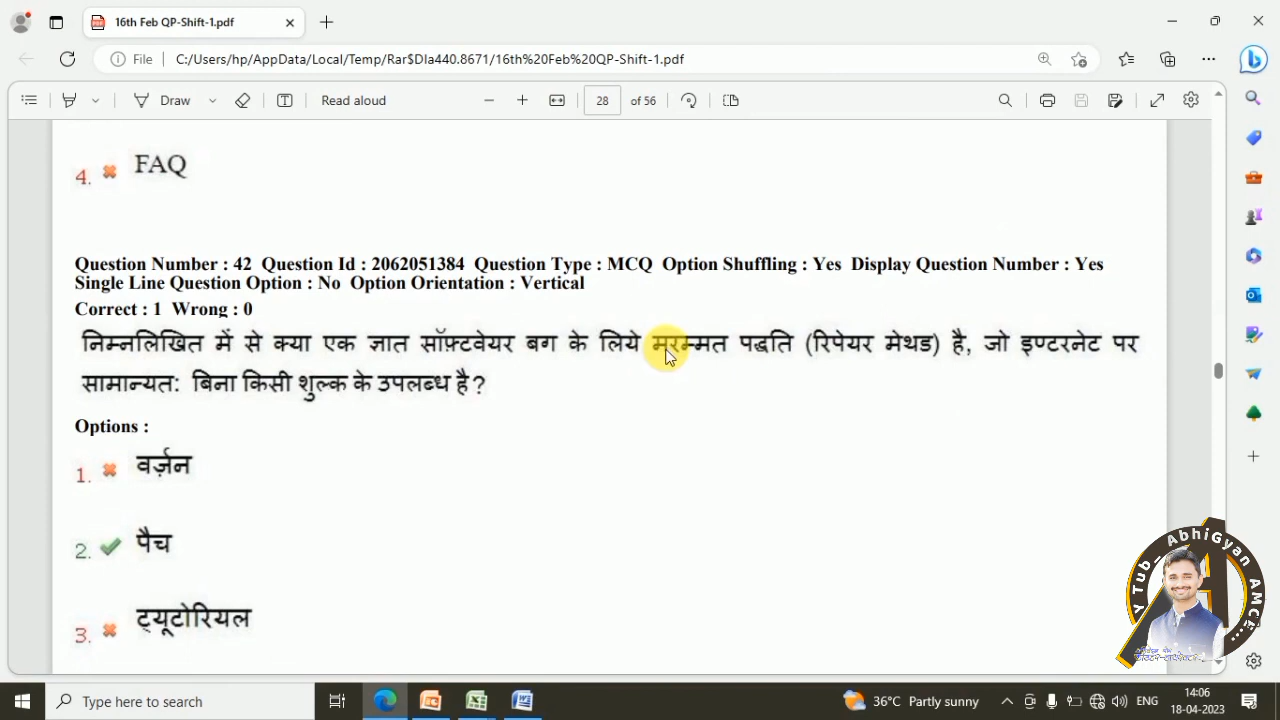 16th Feb QP-Shift-1.pdf
File C:/Users/hp/AppData/Local/Temp/Rar$DIa440.8671/16th%20Feb%20QP-Shift-1.pdf
Draw Read aloud 28 of 56
4. FAQ
Question Number : 42 Question Id : 2062051384 Question Type : MCQ Option Shuffling : Yes Display Question Number : Yes
Single Line Question Option : No Option Orientation : Vertical
Correct : 1 Wrong : 0
निम्नलिखित में से क्या एक ज्ञात सॉफ़्टवेयर बग के लिये मरम्मत पद्धति (रिपेयर मेथड) है, जो इण्टरनेट पर
सामान्यत: बिना किसी शुल्क के उपलब्ध है?
Options :
1. वर्ज़न
2. पैच
3. ट्यूटोरियल
Y Tub_ AbhiGyan AMCE...
Type here to search
36°C Partly sunny
ENG
14:06
18-04-2023